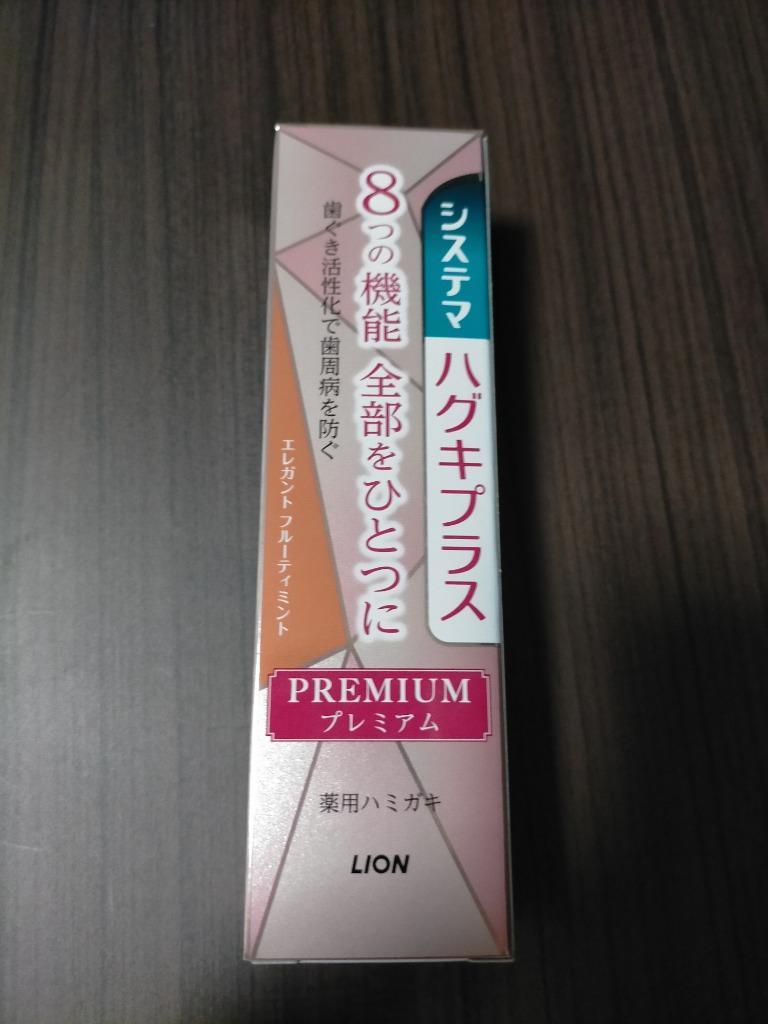 システマ
ハグキプラス
8つの機能 全部をひとつに
歯ぐき活性化で歯周病を防ぐ
エレガント フルーティミント
PREMIUM
プレミアム
薬用ハミガキ
LION